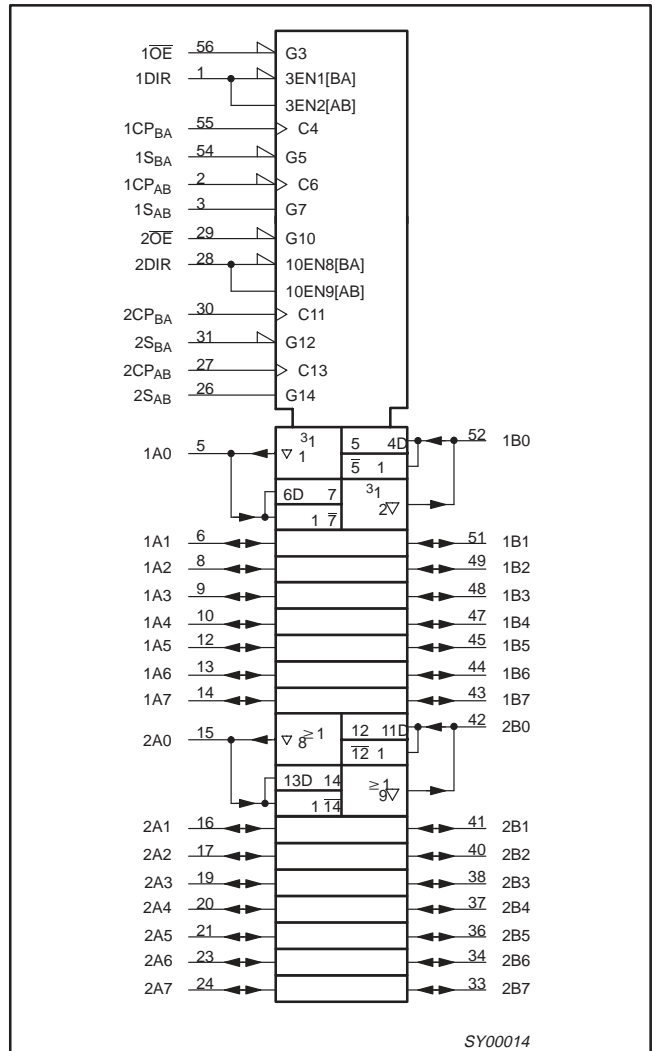 1O̅E̅ 56 G3
1DIR 1 3EN1[BA]
3EN2[AB]
1CPBA 55 C4
1SBA 54 G5
1CPAB 2 C6
1SAB 3 G7
2O̅E̅ 29 G10
2DIR 28 10EN8[BA]
10EN9[AB]
2CPBA 30 C11
2SBA 31 G12
2CPAB 27 C13
2SAB 26 G14
1A0 5 ▽ 31 1 5 4D 52 1B0
5̅ 1
6D 7 31 2▽
1 7̅
1A1 6 51 1B1
1A2 8 49 1B2
1A3 9 48 1B3
1A4 10 47 1B4
1A5 12 45 1B5
1A6 13 44 1B6
1A7 14 43 1B7
2A0 15 ▽ 8 ≥1 12 11D 42 2B0
1̅2̅ 1
13D 14 ≥1 9▽
1 1̅4̅
2A1 16 41 2B1
2A2 17 40 2B2
2A3 19 38 2B3
2A4 20 37 2B4
2A5 21 36 2B5
2A6 23 34 2B6
2A7 24 33 2B7
SY00014